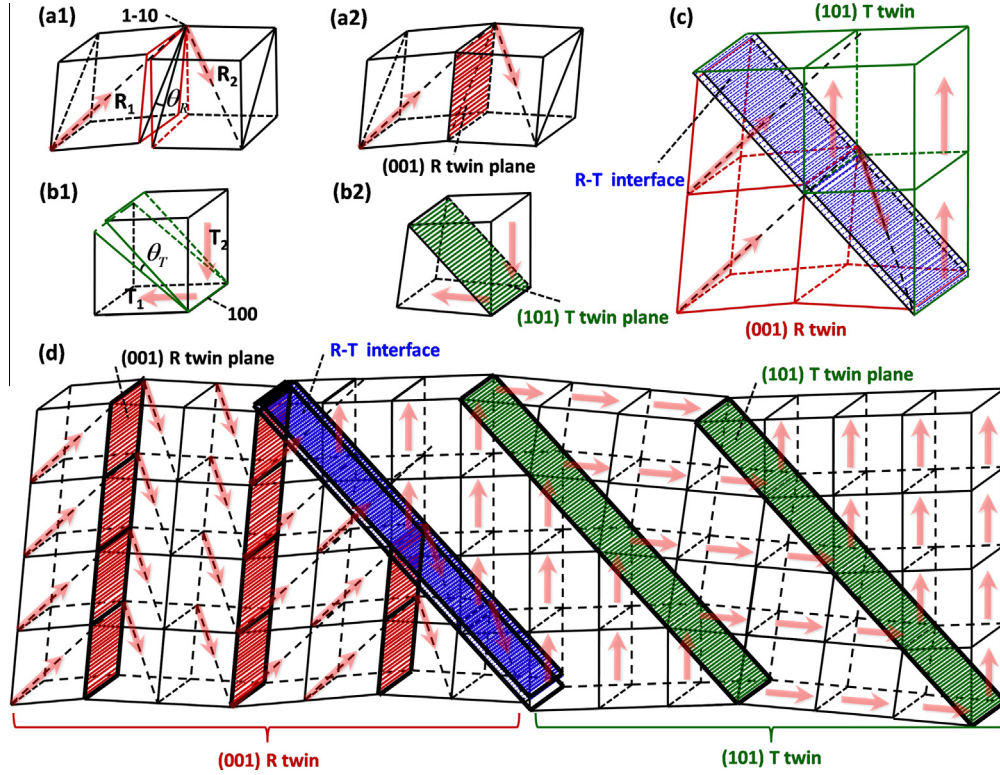 (a1)
1-10
R1
θR
R2
(a2)
(001) R twin plane
(b1)
θT
T2
T1
100
(b2)
(101) T twin plane
(c)
(101) T twin
R-T interface
(001) R twin
(d)
(001) R twin plane
R-T interface
(101) T twin plane
(001) R twin
(101) T twin